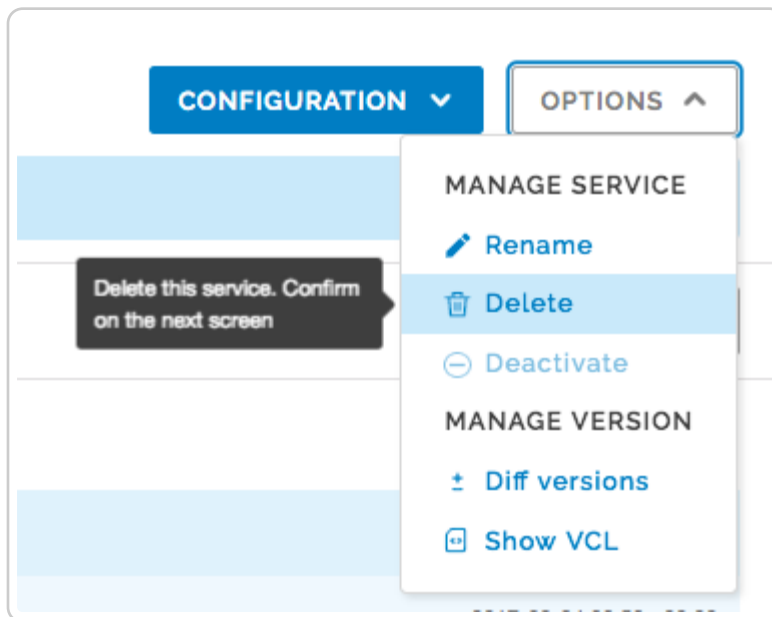 CONFIGURATION
OPTIONS
MANAGE SERVICE
Rename
Delete this service. Confirm
on the next screen
Delete
Deactivate
MANAGE VERSION
Diff versions
Show VCL